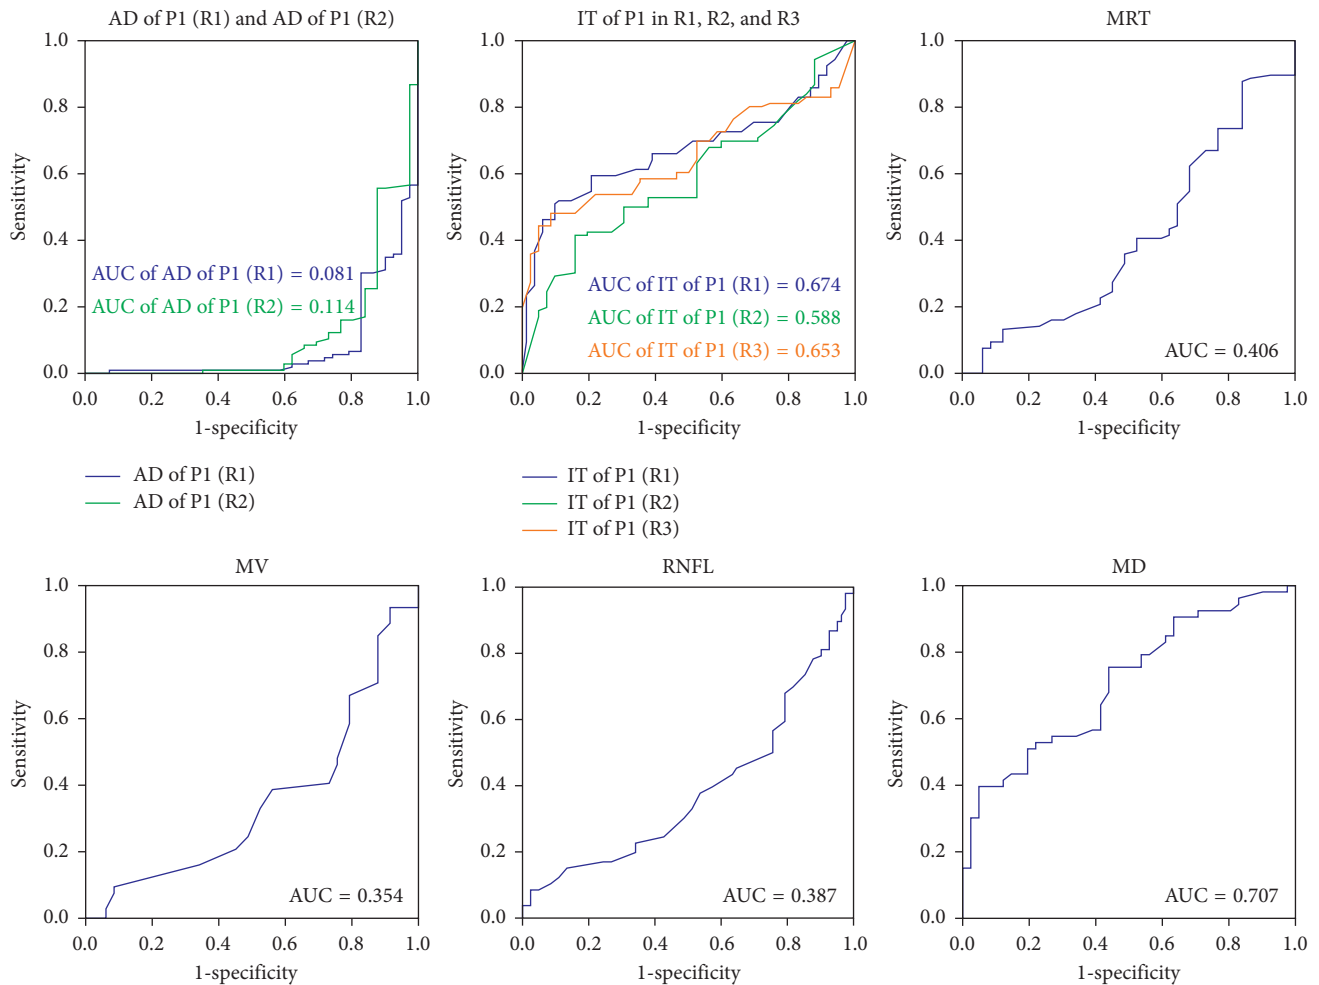 AD of P1 (R1) and AD of P1 (R2)
1.0
0.8
0.6
0.4
0.2
0.0
Sensitivity
AUC of AD of P1 (R1) = 0.081
AUC of AD of P1 (R2) = 0.114
0.0 0.2 0.4 0.6 0.8 1.0
1-specificity
AD of P1 (R1)
AD of P1 (R2)
IT of P1 in R1, R2, and R3
1.0
0.8
0.6
0.4
0.2
0.0
Sensitivity
AUC of IT of P1 (R1) = 0.674
AUC of IT of P1 (R2) = 0.588
AUC of IT of P1 (R3) = 0.653
0.0 0.2 0.4 0.6 0.8 1.0
1-specificity
IT of P1 (R1)
IT of P1 (R2)
IT of P1 (R3)
MRT
1.0
0.8
0.6
0.4
0.2
0.0
Sensitivity
AUC = 0.406
0.0 0.2 0.4 0.6 0.8 1.0
1-specificity
MV
1.0
0.8
0.6
0.4
0.2
0.0
Sensitivity
AUC = 0.354
0.0 0.2 0.4 0.6 0.8 1.0
1-specificity
RNFL
1.0
0.8
0.6
0.4
0.2
0.0
Sensitivity
AUC = 0.387
0.0 0.2 0.4 0.6 0.8 1.0
1-specificity
MD
1.0
0.8
0.6
0.4
0.2
0.0
Sensitivity
AUC = 0.707
0.0 0.2 0.4 0.6 0.8 1.0
1-specificity